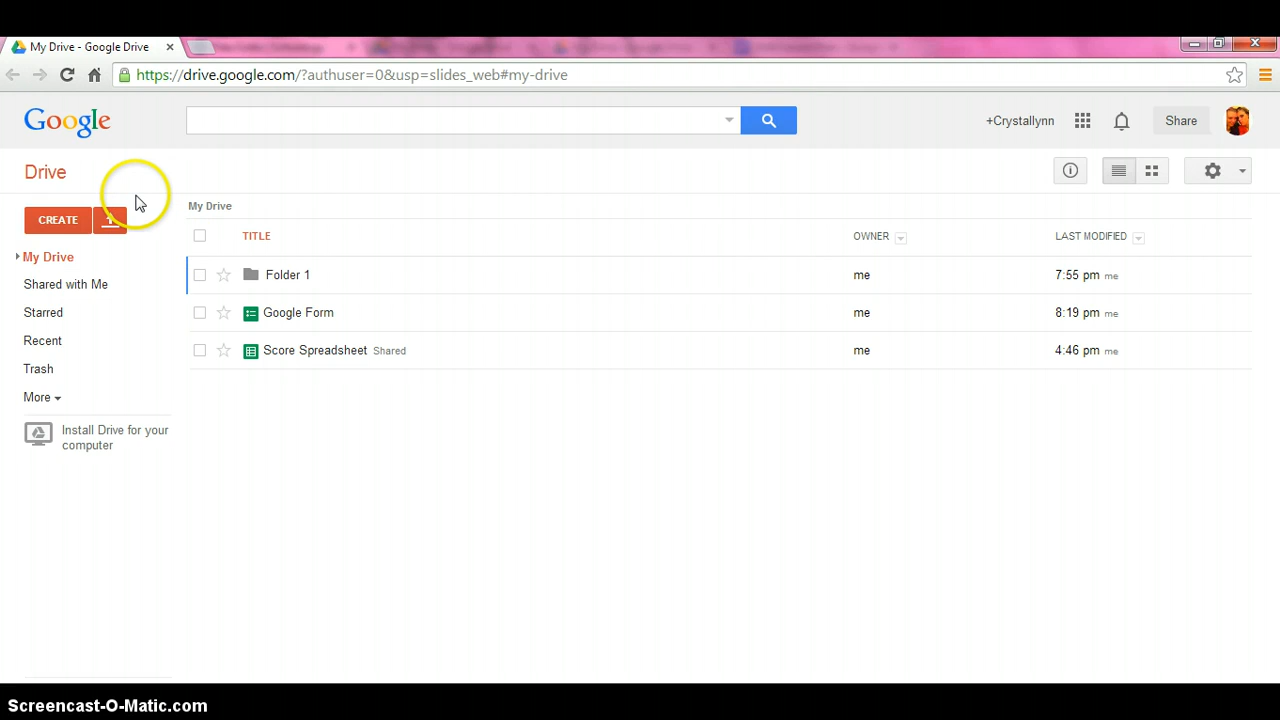 My Drive - Google Drive
https://drive.google.com/?authuser=0&usp=slides_web#my-drive
Google
+Crystallynn
Share
Drive
CREATE
My Drive
TITLE OWNER LAST MODIFIED
My Drive
Shared with Me
Starred
Recent
Trash
More
Install Drive for your
computer
Folder 1 me 7:55 pm me
Google Form me 8:19 pm me
Score Spreadsheet Shared me 4:46 pm me
Screencast-O-Matic.com